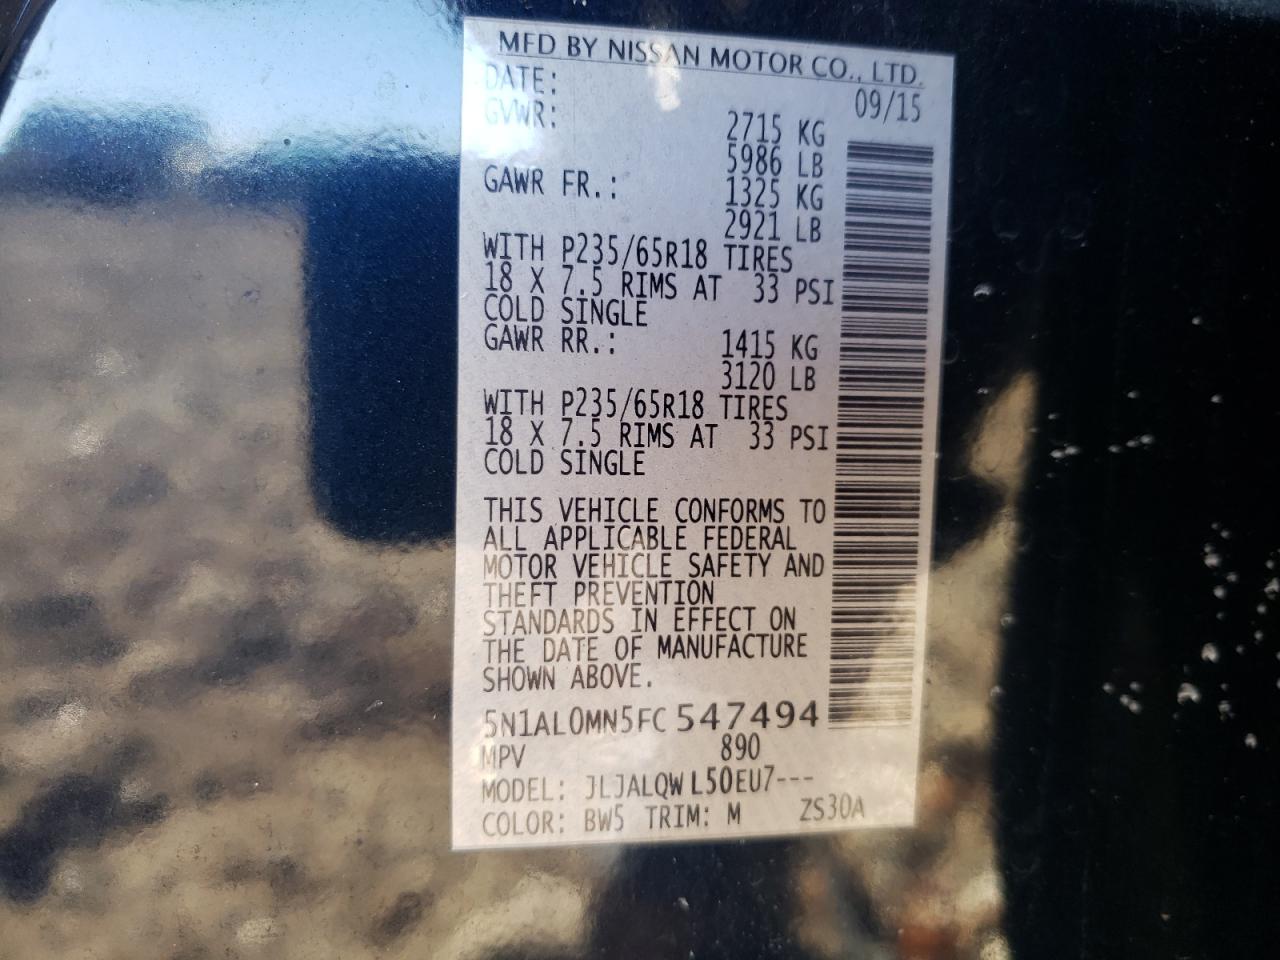 MFD BY NISSAN MOTOR CO., LTD.
DATE: 09/15
GVWR: 2715 KG
5986 LB
GAWR FR.: 1325 KG
2921 LB
WITH P235/65R18 TIRES
18 X 7.5 RIMS AT 33 PSI
COLD SINGLE
GAWR RR.: 1415 KG
3120 LB
WITH P235/65R18 TIRES
18 X 7.5 RIMS AT 33 PSI
COLD SINGLE
THIS VEHICLE CONFORMS TO
ALL APPLICABLE FEDERAL
MOTOR VEHICLE SAFETY AND
THEFT PREVENTION
STANDARDS IN EFFECT ON
THE DATE OF MANUFACTURE
SHOWN ABOVE.
5N1AL0MN5FC547494
MPV 890
MODEL: JLJALQWL50EU7---
COLOR: BW5 TRIM: M ZS30A